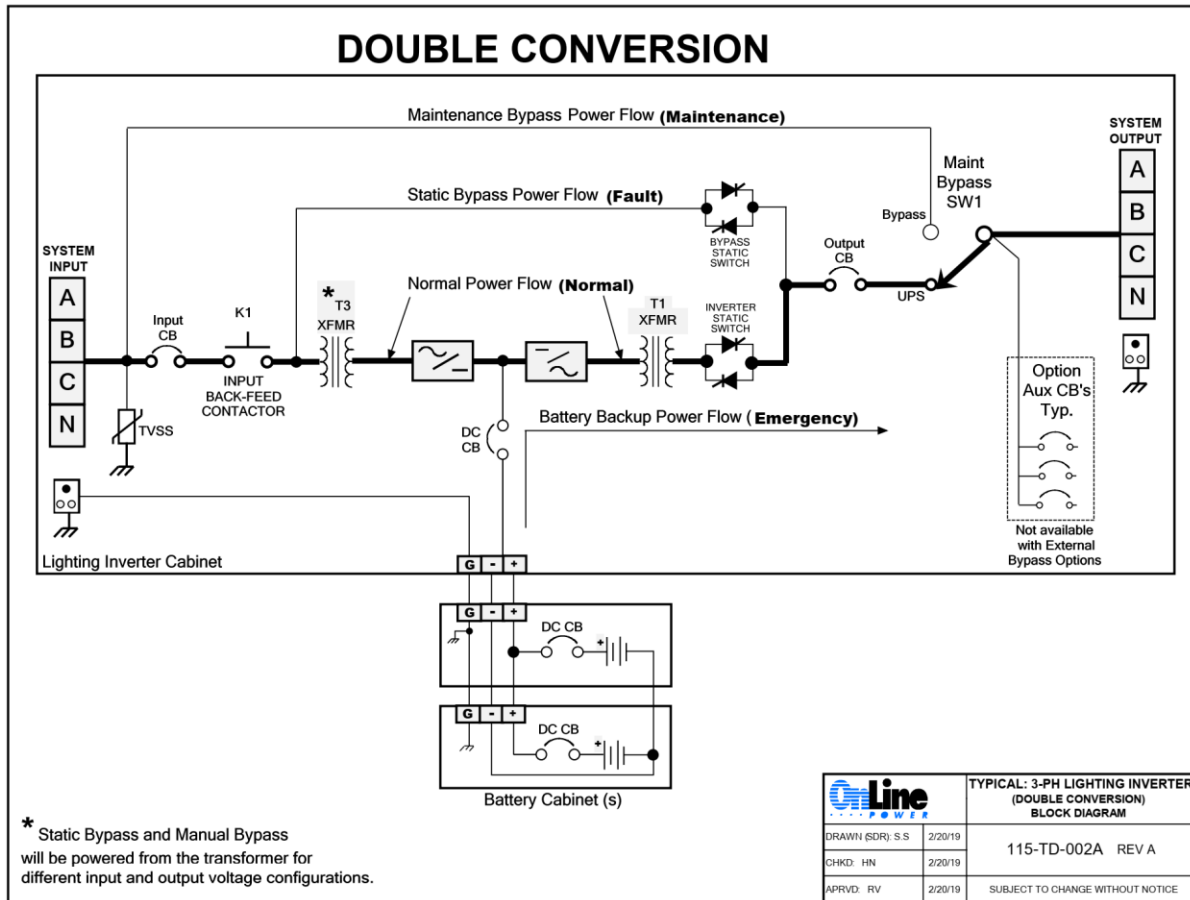 DOUBLE CONVERSION
Maintenance Bypass Power Flow (Maintenance)
SYSTEM
OUTPUT
A
B
C
N
Maint
Bypass
SW1
Static Bypass Power Flow (Fault)
Bypass
BYPASS
STATIC
SWITCH
Output
CB
UPS
SYSTEM
INPUT
A
B
C
N
Normal Power Flow (Normal)
* T3
XFMR
T1
XFMR
INVERTER
STATIC
SWITCH
Input
CB
K1
INPUT
BACK-FEED
CONTACTOR
TVSS
DC
CB
Battery Backup Power Flow (Emergency)
Option
Aux CB's
Typ.
Not available
with External
Bypass Options
Lighting Inverter Cabinet
G - +
G - +
DC CB
+
G - +
DC CB
+
Battery Cabinet (s)
* Static Bypass and Manual Bypass
will be powered from the transformer for
different input and output voltage configurations.
OnLine
POWER
TYPICAL: 3-PH LIGHTING INVERTER
(DOUBLE CONVERSION)
BLOCK DIAGRAM
DRAWN (SDR): S.S 2/20/19
CHKD: HN 2/20/19
APRVD: RV 2/20/19
115-TD-002A REV A
SUBJECT TO CHANGE WITHOUT NOTICE